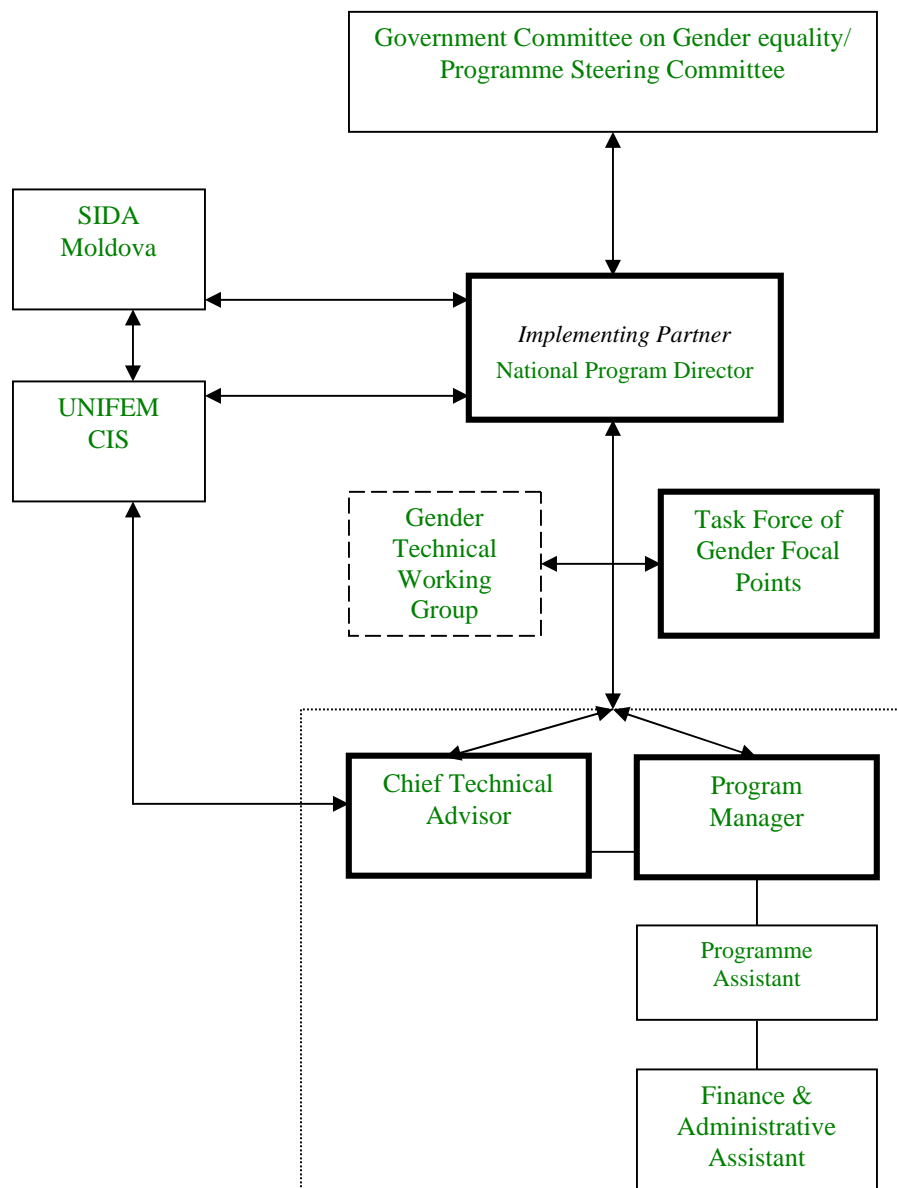 Government Committee on Gender equality/
Programme Steering Committee
SIDA
Moldova
Implementing Partner
National Program Director
UNIFEM
CIS
Gender
Technical
Working
Group
Task Force of
Gender Focal
Points
Chief Technical
Advisor
Program
Manager
Programme
Assistant
Finance &
Administrative
Assistant